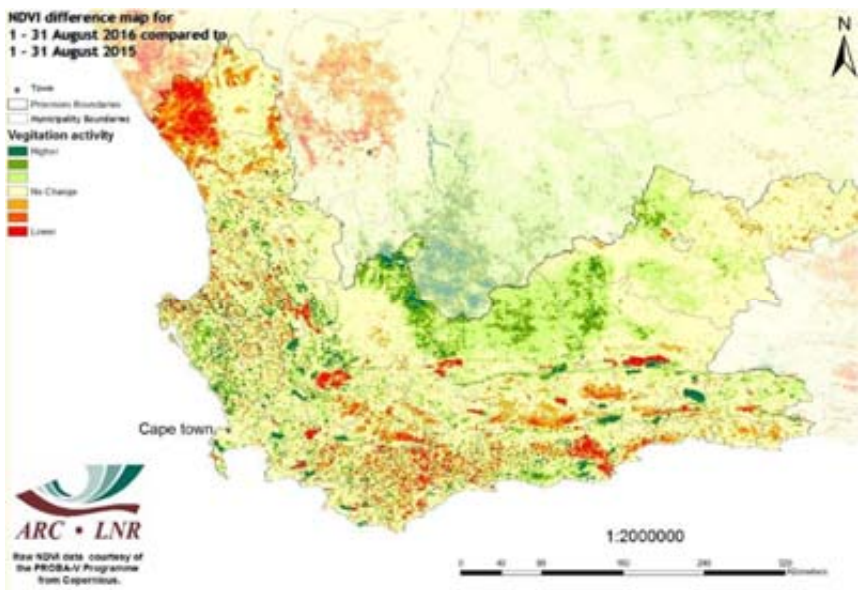 NDVI difference map for
1 - 31 August 2016 compared to
1 - 31 August 2015
N
Town
Provinces Boundaries
Municipality Boundaries
Vegitation activity
Higher
No Change
Lower
Cape town
ARC • LNR
Raw NDVI data courtesy of
the PROBA-V Programme
from Copernicus.
1:2000000
0 40 80 160 240 320
Kilometers